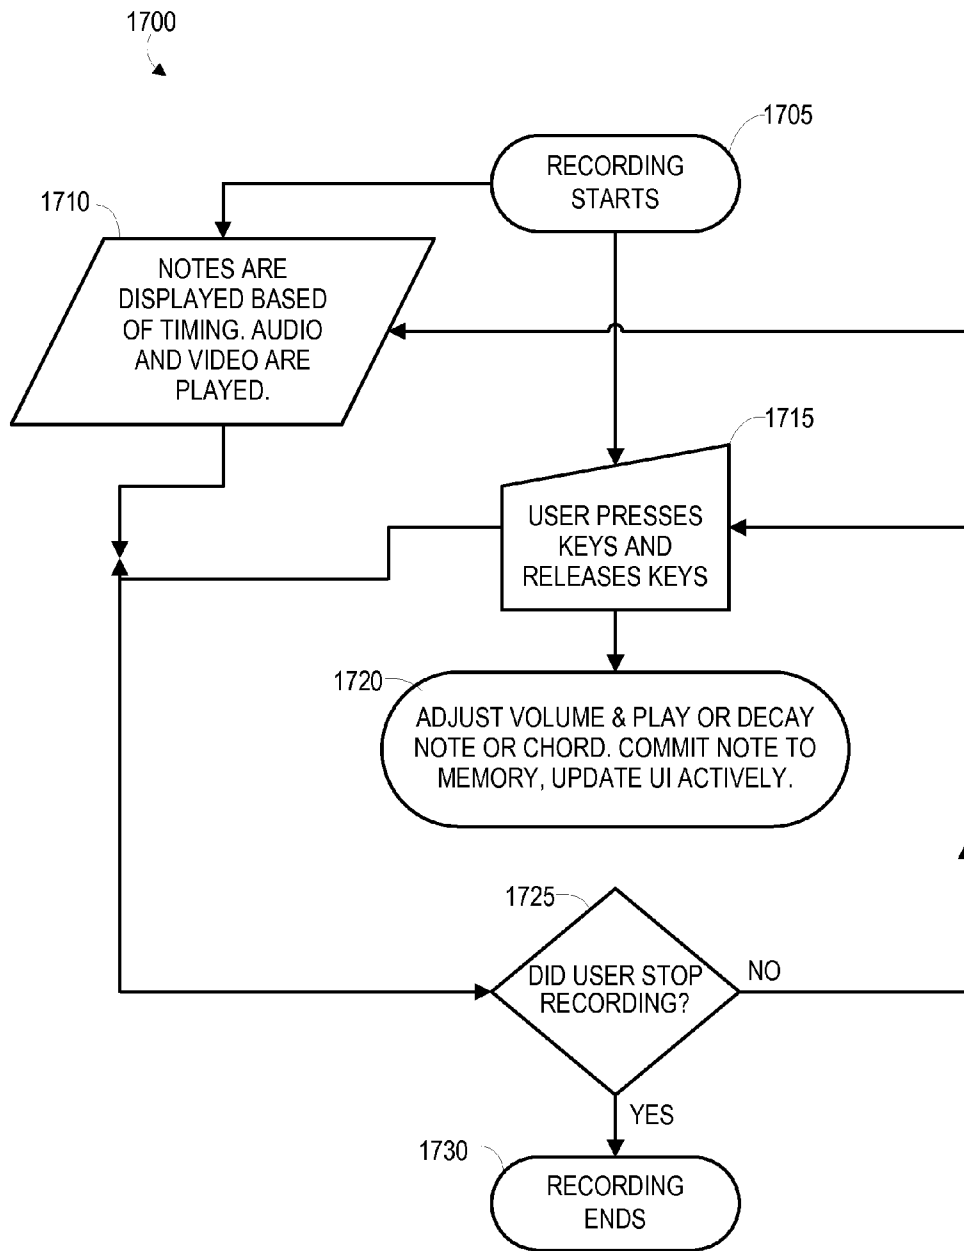 1700
1705
RECORDING
STARTS
1710
NOTES ARE
DISPLAYED BASED
OF TIMING. AUDIO
AND VIDEO ARE
PLAYED.
1715
USER PRESSES
KEYS AND
RELEASES KEYS
1720
ADJUST VOLUME & PLAY OR DECAY
NOTE OR CHORD. COMMIT NOTE TO
MEMORY, UPDATE UI ACTIVELY.
1725
DID USER STOP
RECORDING?
NO
YES
1730
RECORDING
ENDS